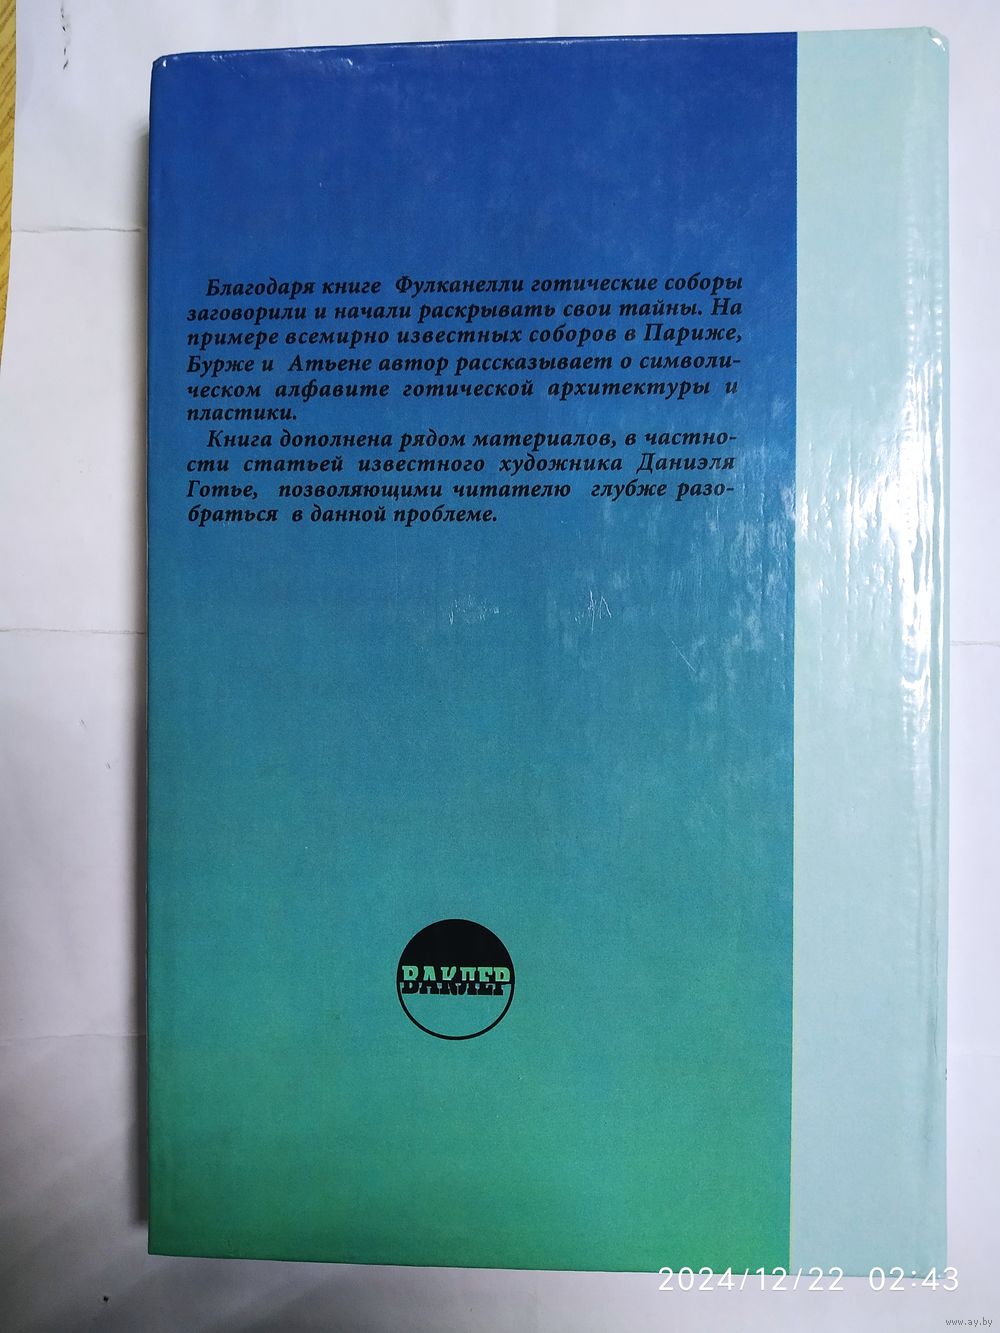 Благодаря книге Фулканелли готические соборы
заговорили и начали раскрывать свои тайны. На
примере всемирно известных соборов в Париже,
Бурже и Атьене автор рассказывает о символи-
ческом алфавите готической архитектуры и
пластики.
Книга дополнена рядом материалов, в частно-
сти статьей известного художника Даниэля
Готье, позволяющими читателю глубже разо-
браться в данной проблеме.
ВАКЛЕР
2024/12/22 02:43
www.ay.by